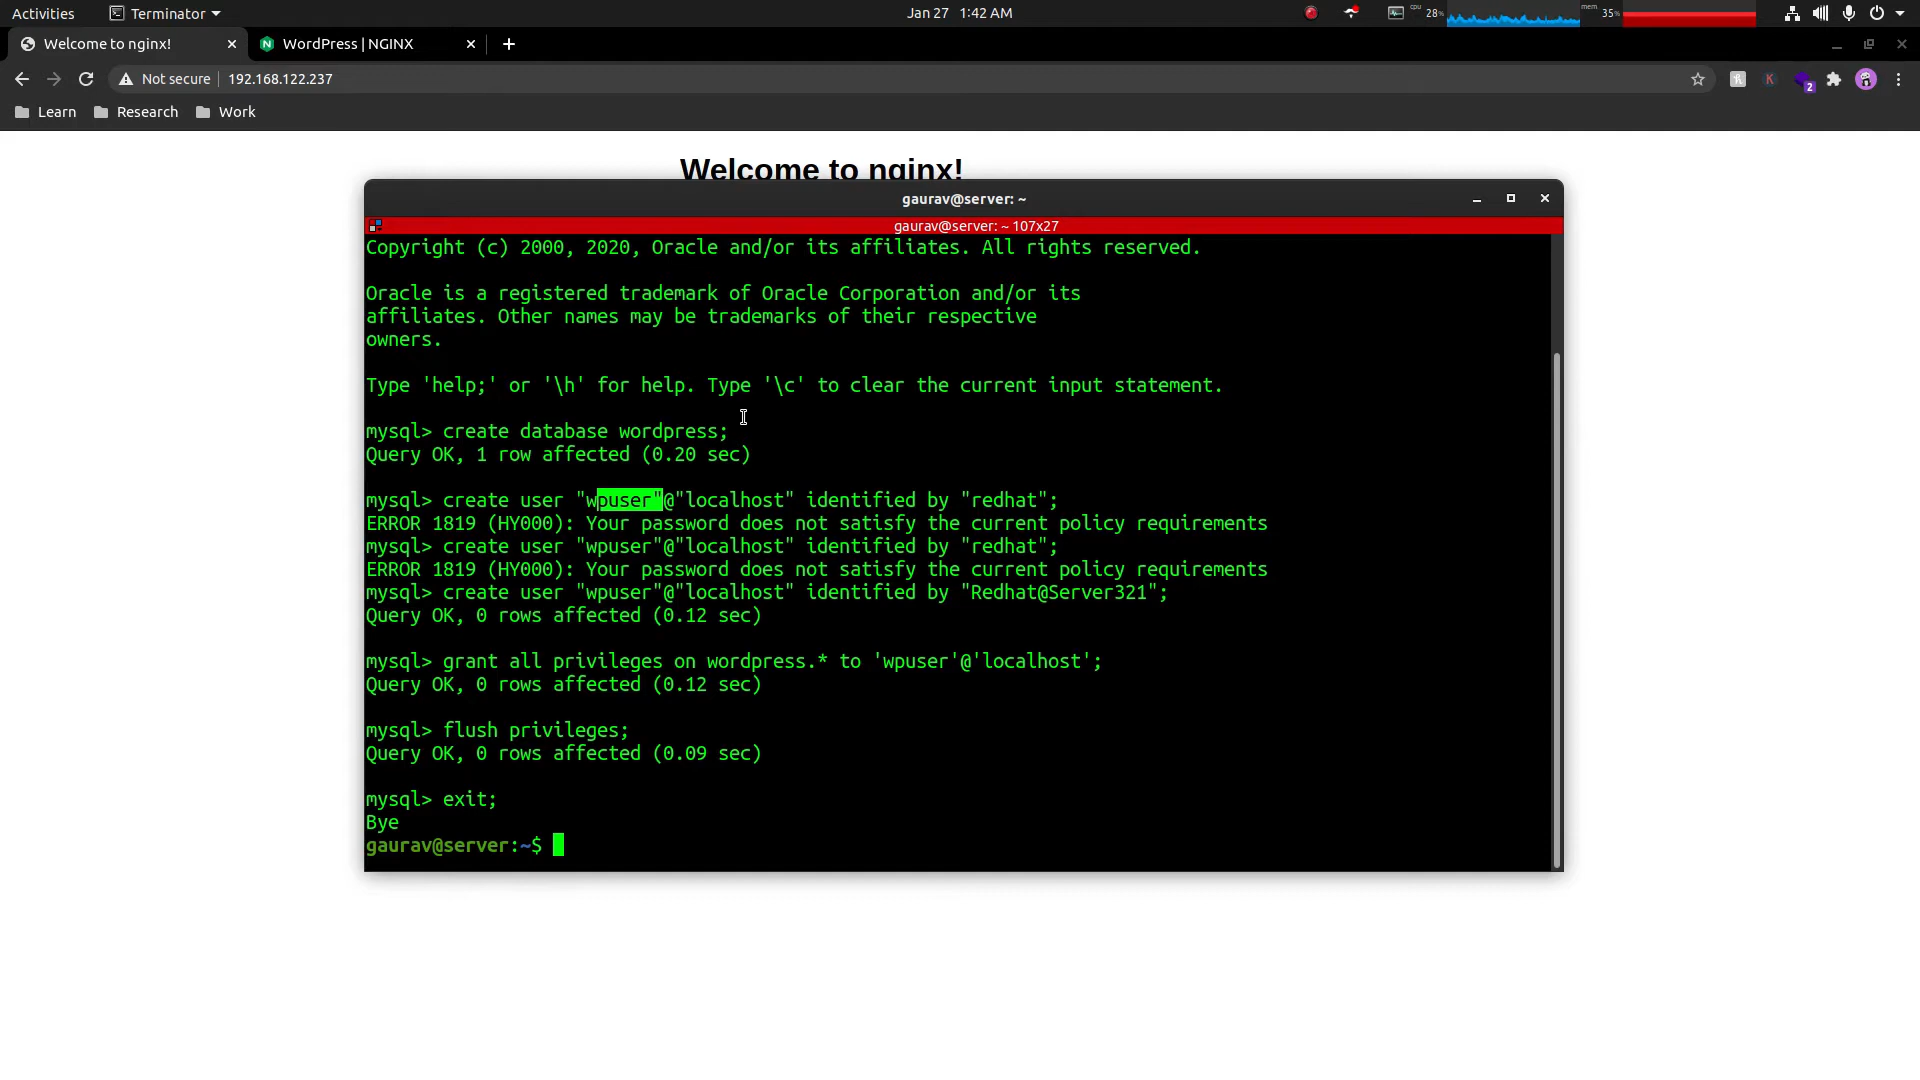 Activities Terminator Jan 27 1:42 AM cpu 28% mem 35%
Welcome to nginx! WordPress | NGINX
Not secure 192.168.122.237 K 2
Learn Research Work
Welcome to nginx!
gaurav@server: ~
gaurav@server: ~ 107x27
Copyright (c) 2000, 2020, Oracle and/or its affiliates. All rights reserved.
Oracle is a registered trademark of Oracle Corporation and/or its
affiliates. Other names may be trademarks of their respective
owners.
Type 'help;' or '\h' for help. Type '\c' to clear the current input statement.
mysql> create database wordpress;
Query OK, 1 row affected (0.20 sec)
mysql> create user "wpuser"@"localhost" identified by "redhat";
ERROR 1819 (HY000): Your password does not satisfy the current policy requirements
mysql> create user "wpuser"@"localhost" identified by "redhat";
ERROR 1819 (HY000): Your password does not satisfy the current policy requirements
mysql> create user "wpuser"@"localhost" identified by "Redhat@Server321";
Query OK, 0 rows affected (0.12 sec)
mysql> grant all privileges on wordpress.* to 'wpuser'@'localhost';
Query OK, 0 rows affected (0.12 sec)
mysql> flush privileges;
Query OK, 0 rows affected (0.09 sec)
mysql> exit;
Bye
gaurav@server:~$